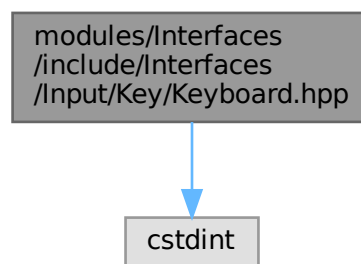 modules/Interfaces
/include/Interfaces
/Input/Key/Keyboard.hpp
cstdint